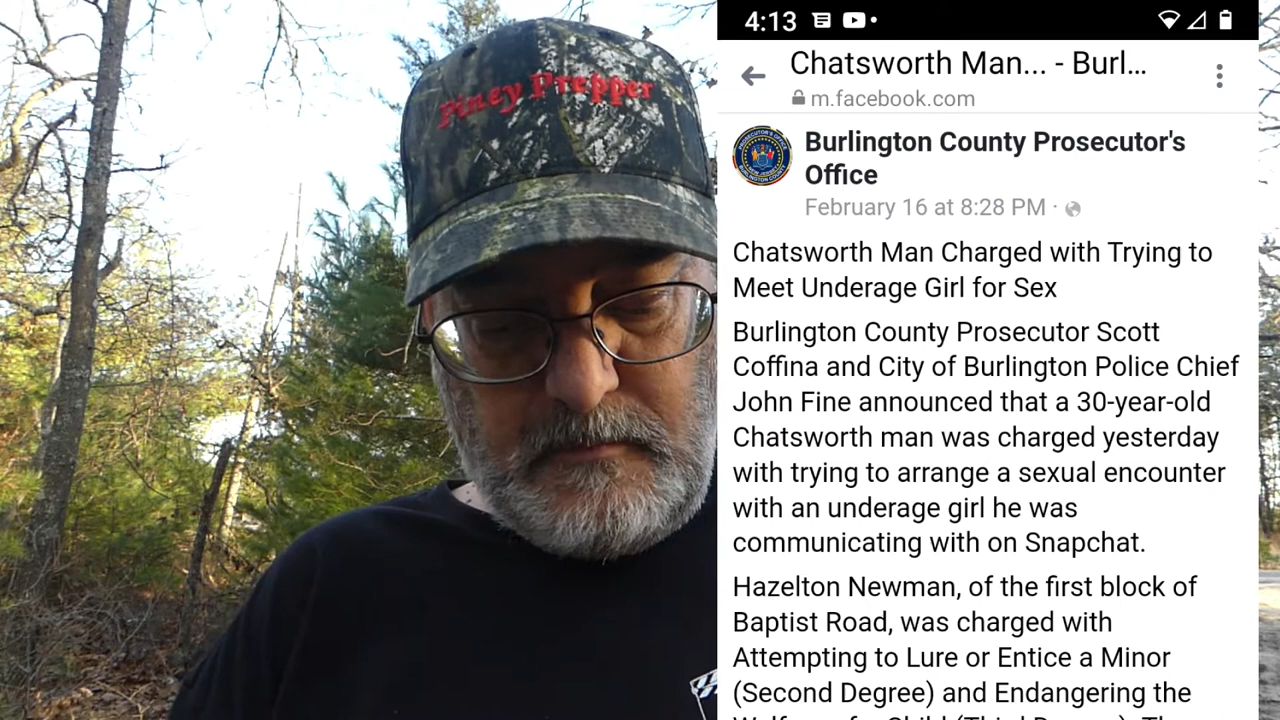 Piney Prepper
4:13
Chatsworth Man... - Burl...
m.facebook.com
Burlington County Prosecutor's
Office
February 16 at 8:28 PM ·
Chatsworth Man Charged with Trying to
Meet Underage Girl for Sex
Burlington County Prosecutor Scott
Coffina and City of Burlington Police Chief
John Fine announced that a 30-year-old
Chatsworth man was charged yesterday
with trying to arrange a sexual encounter
with an underage girl he was
communicating with on Snapchat.
Hazelton Newman, of the first block of
Baptist Road, was charged with
Attempting to Lure or Entice a Minor
(Second Degree) and Endangering the